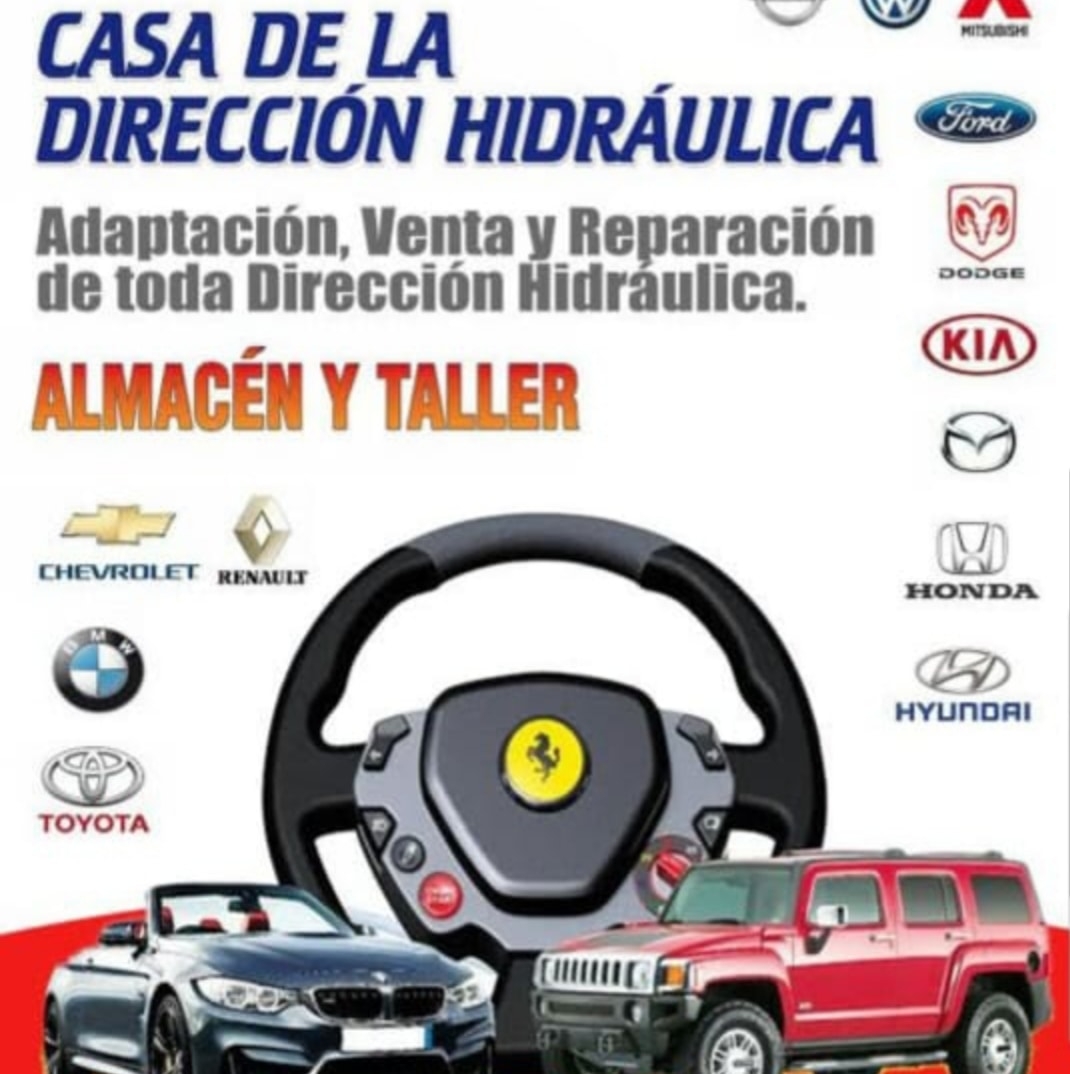 CASA DE LA
DIRECCIÓN HIDRÁULICA
Adaptación, Venta y Reparación
de toda Dirección Hidráulica.
ALMACÉN Y TALLER
MITSUBISHI
Ford
DODGE
KIA
HONDA
HYUNDAI
CHEVROLET
RENAULT
BMW
TOYOTA